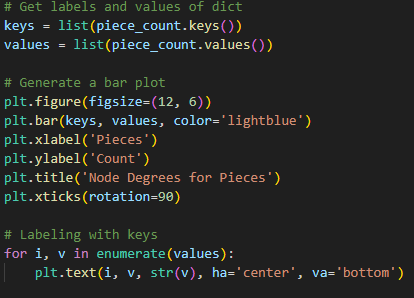 # Get labels and values of dict
keys = list(piece_count.keys())
values = list(piece_count.values())

# Generate a bar plot
plt.figure(figsize=(12, 6))
plt.bar(keys, values, color='lightblue')
plt.xlabel('Pieces')
plt.ylabel('Count')
plt.title('Node Degrees for Pieces')
plt.xticks(rotation=90)

# Labeling with keys
for i, v in enumerate(values):
    plt.text(i, v, str(v), ha='center', va='bottom')